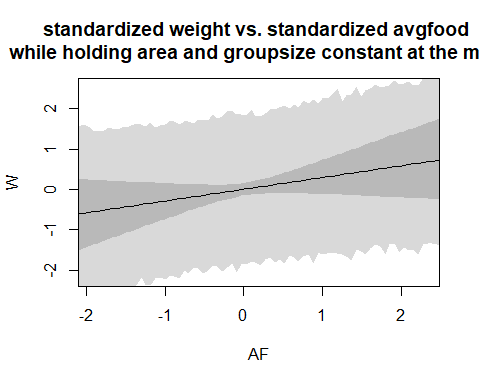 standardized weight vs. standardized avgfood
while holding area and groupsize constant at the m
2
1
0
-1
-2
W
-2
-1
0
1
2
AF